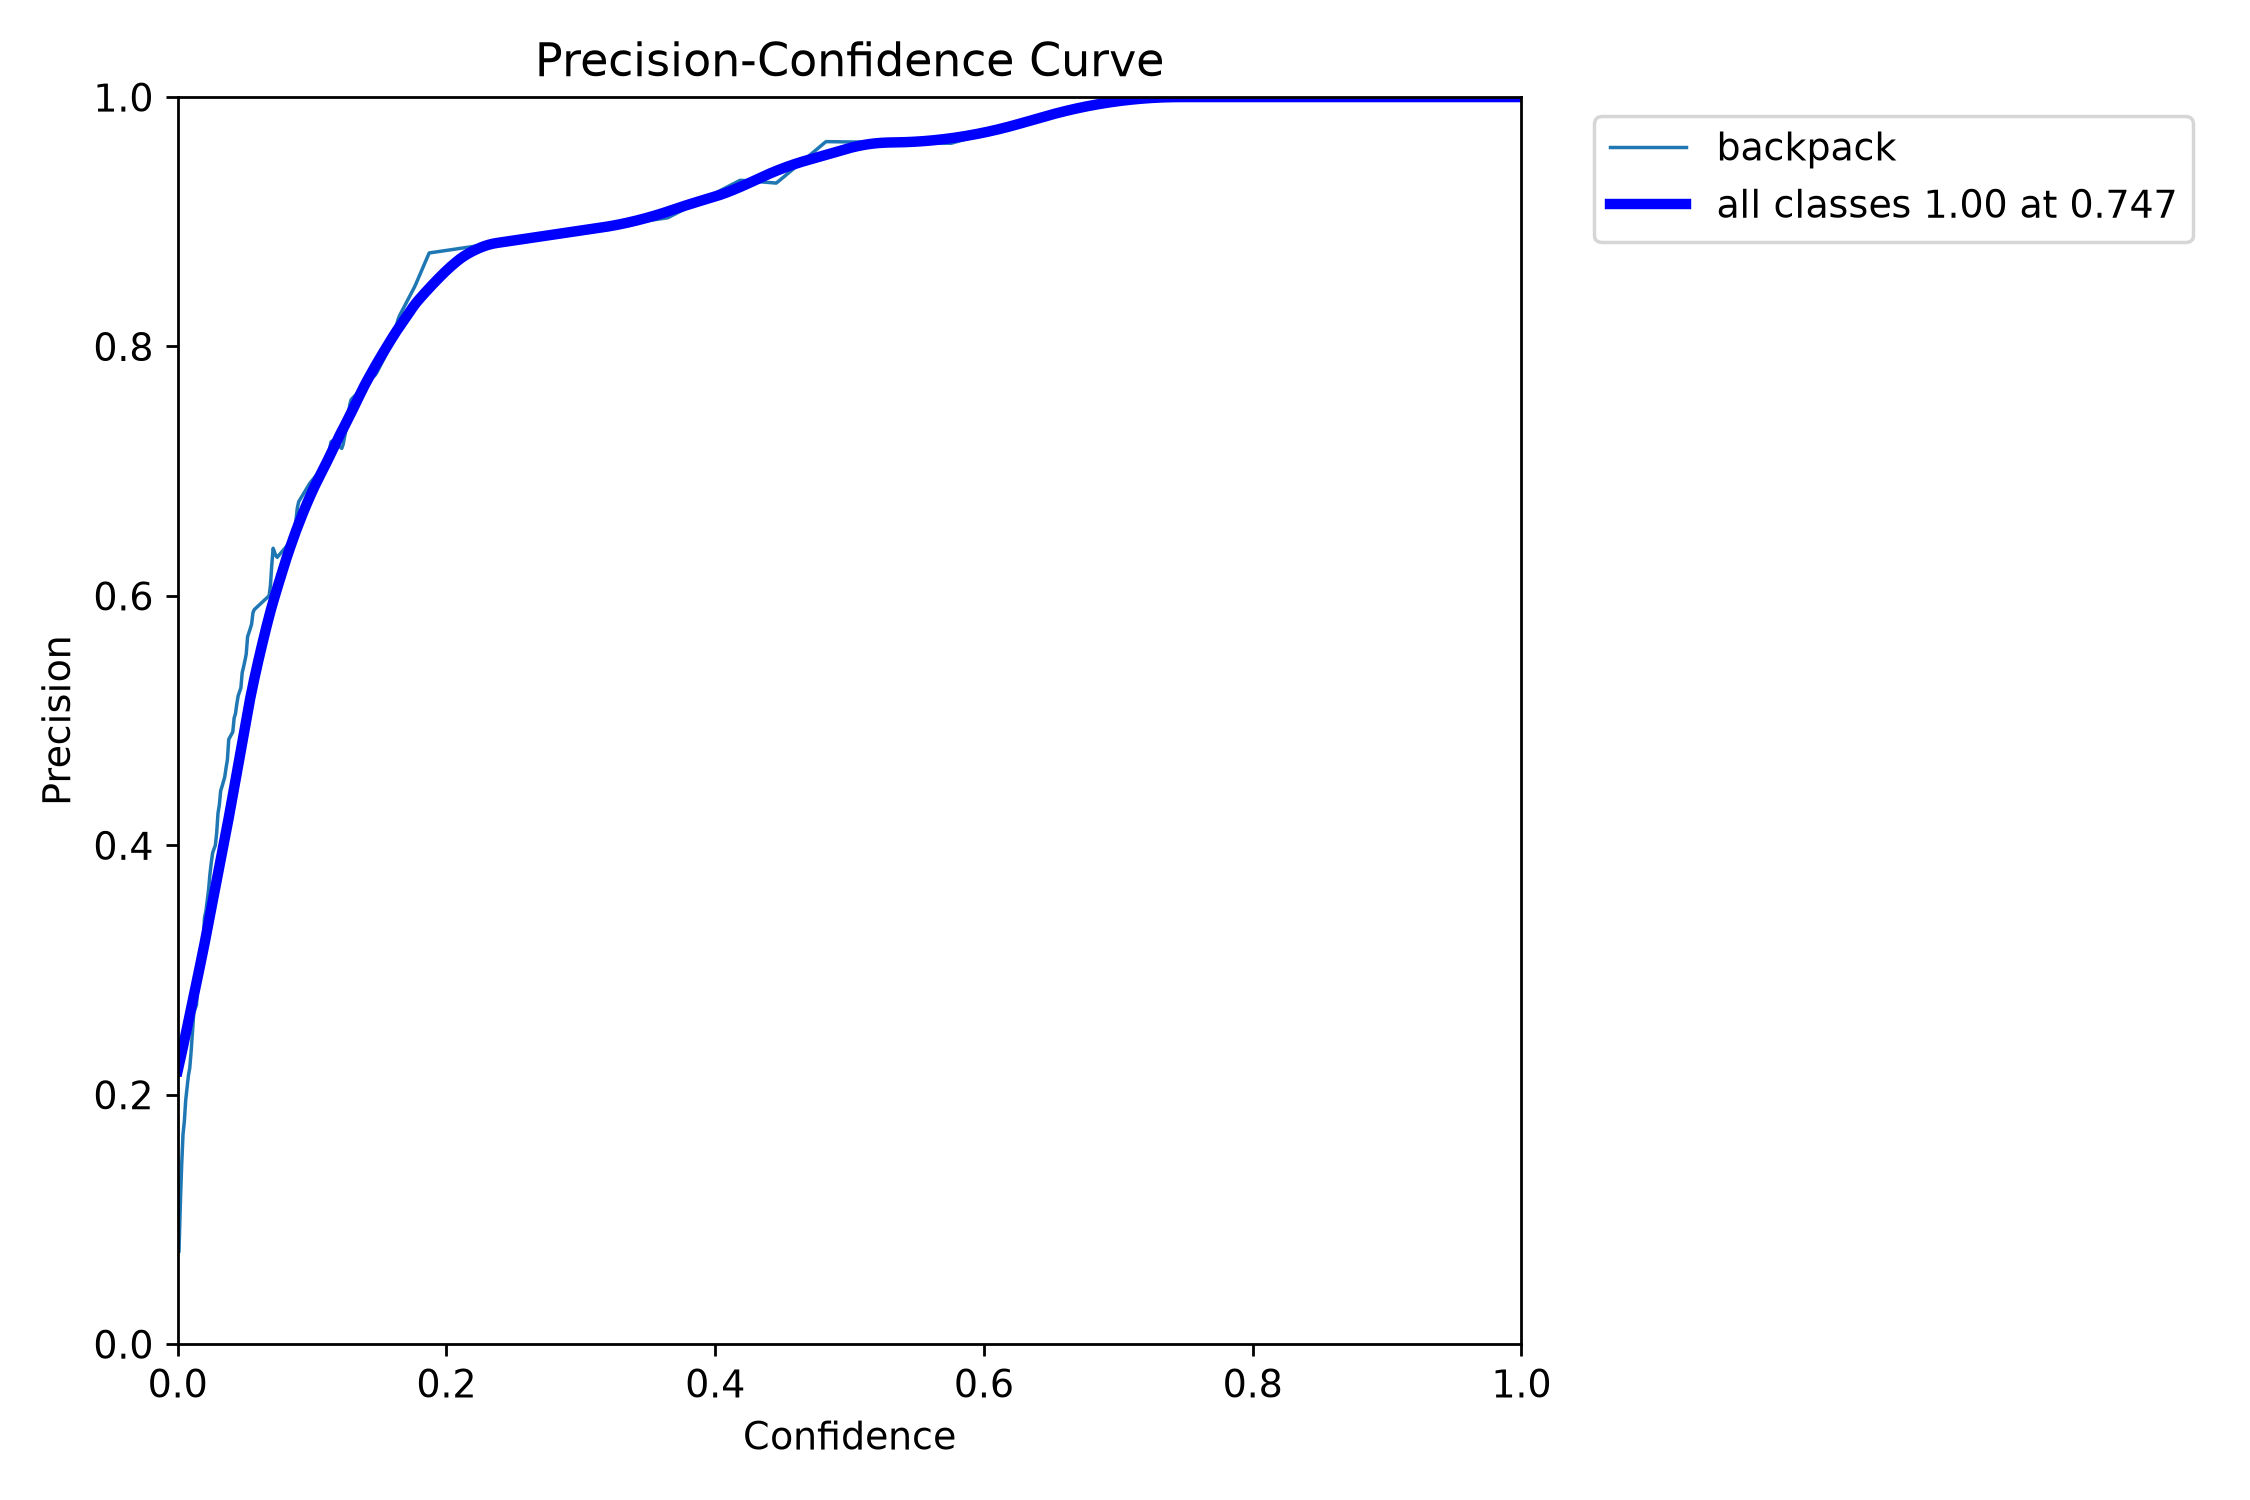 Precision-Confidence Curve
1.0
0.8
0.6
0.4
0.2
0.0
Precision
0.0 0.2 0.4 0.6 0.8 1.0
Confidence
backpack
all classes 1.00 at 0.747